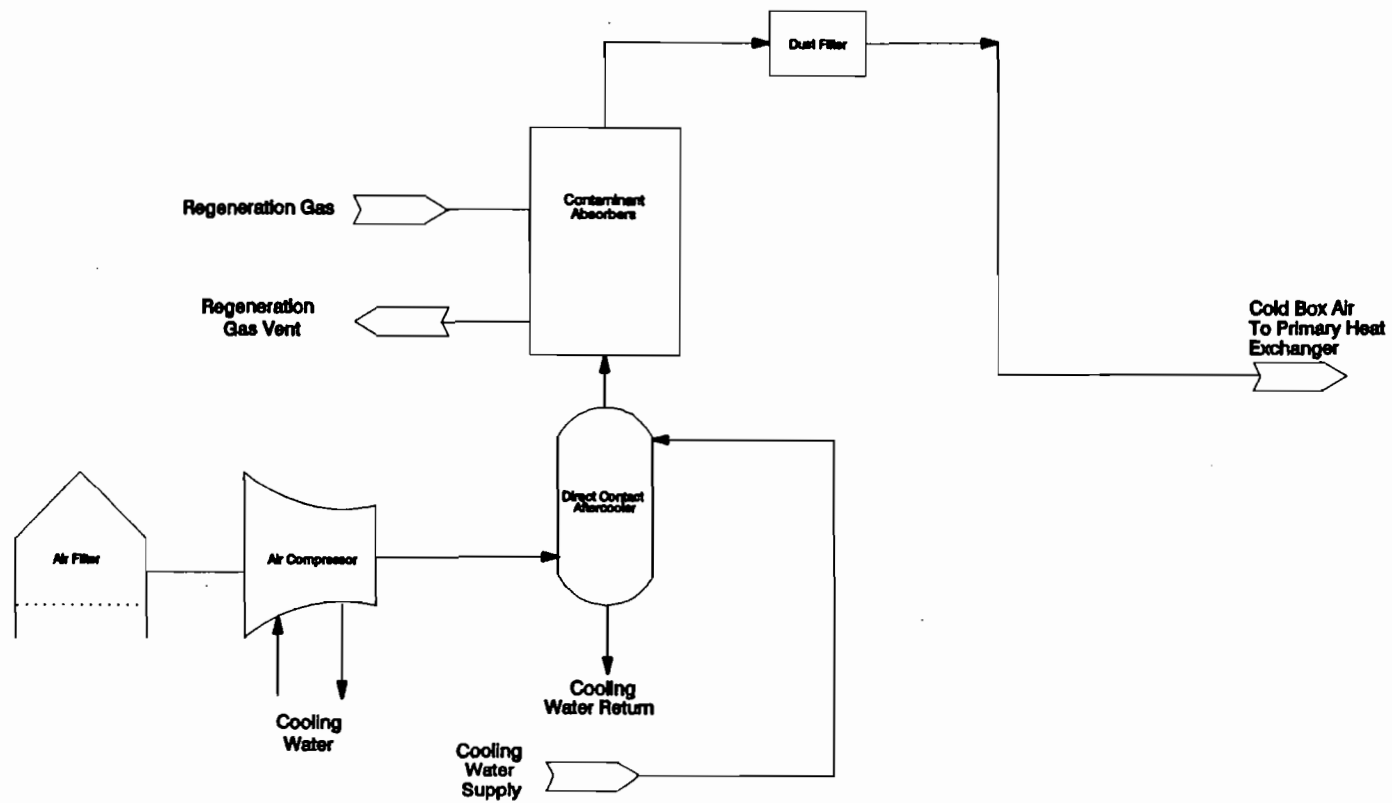 Dust Filter
Contaminant
Absorbers
Regeneration Gas
Regeneration
Gas Vent
Cold Box Air
To Primary Heat
Exchanger
Direct Contact
Aftercooler
Air Filter
Air Compressor
Cooling
Water Return
Cooling
Water
Cooling
Water
Supply